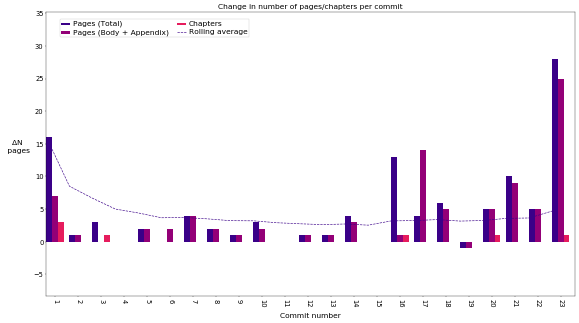 Change in number of pages/chapters per commit
Pages (Total)
Pages (Body + Appendix)
Chapters
Rolling average
35
30
25
20
15
10
5
0
−5
ΔN
pages
1 2 3 4 5 6 7 8 9 10 11 12 13 14 15 16 17 18 19 20 21 22 23
Commit number